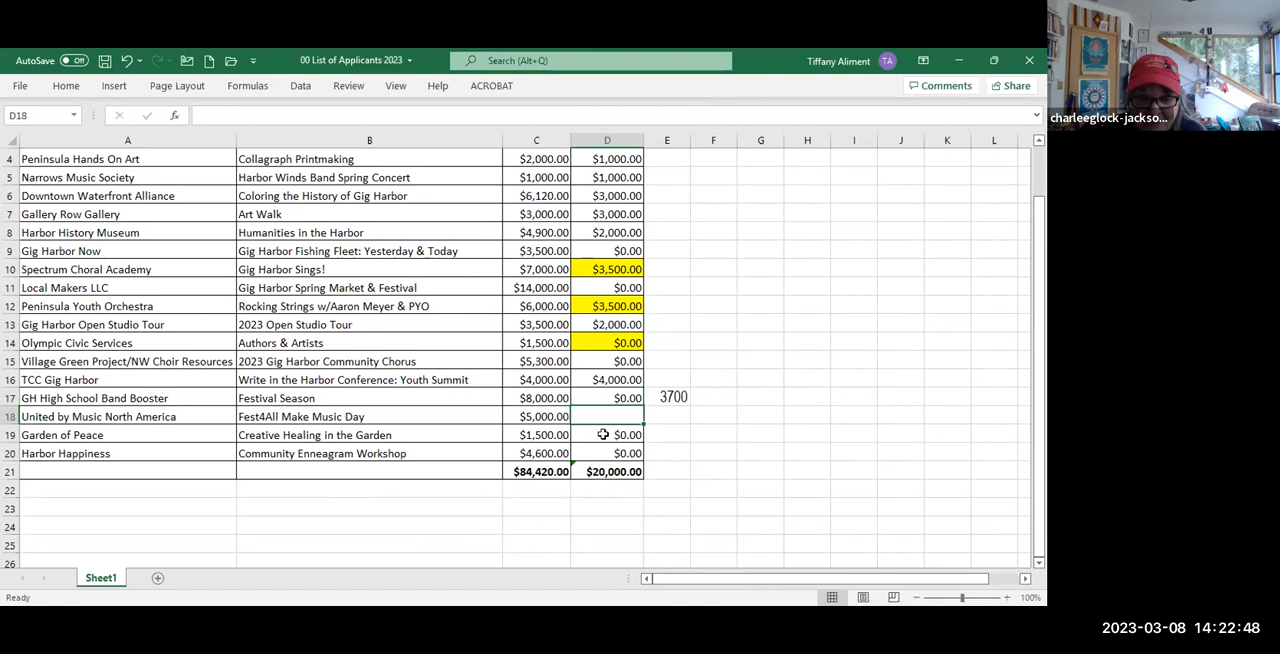 AutoSave Off 00 List of Applicants 2023 Search (Alt+Q) Tiffany Aliment TA
File Home Insert Page Layout Formulas Data Review View Help ACROBAT Comments Share
charleeglock-jackso...
D18 fx
A B C D E F G H I J K L
4 Peninsula Hands On Art Collagraph Printmaking $2,000.00 $1,000.00
5 Narrows Music Society Harbor Winds Band Spring Concert $1,000.00 $1,000.00
6 Downtown Waterfront Alliance Coloring the History of Gig Harbor $6,120.00 $3,000.00
7 Gallery Row Gallery Art Walk $3,000.00 $3,000.00
8 Harbor History Museum Humanities in the Harbor $4,900.00 $2,000.00
9 Gig Harbor Now Gig Harbor Fishing Fleet: Yesterday & Today $3,500.00 $0.00
10 Spectrum Choral Academy Gig Harbor Sings! $7,000.00 $3,500.00
11 Local Makers LLC Gig Harbor Spring Market & Festival $14,000.00 $0.00
12 Peninsula Youth Orchestra Rocking Strings w/Aaron Meyer & PYO $6,000.00 $3,500.00
13 Gig Harbor Open Studio Tour 2023 Open Studio Tour $3,500.00 $2,000.00
14 Olympic Civic Services Authors & Artists $1,500.00 $0.00
15 Village Green Project/NW Choir Resources 2023 Gig Harbor Community Chorus $5,300.00 $0.00
16 TCC Gig Harbor Write in the Harbor Conference: Youth Summit $4,000.00 $4,000.00
17 GH High School Band Booster Festival Season $8,000.00 $0.00 3700
18 United by Music North America Fest4All Make Music Day $5,000.00
19 Garden of Peace Creative Healing in the Garden $1,500.00 $0.00
20 Harbor Happiness Community Enneagram Workshop $4,600.00 $0.00
21 $84,420.00 $20,000.00
22
23
24
25
26
Sheet1
Ready 100%
2023-03-08 14:22:48